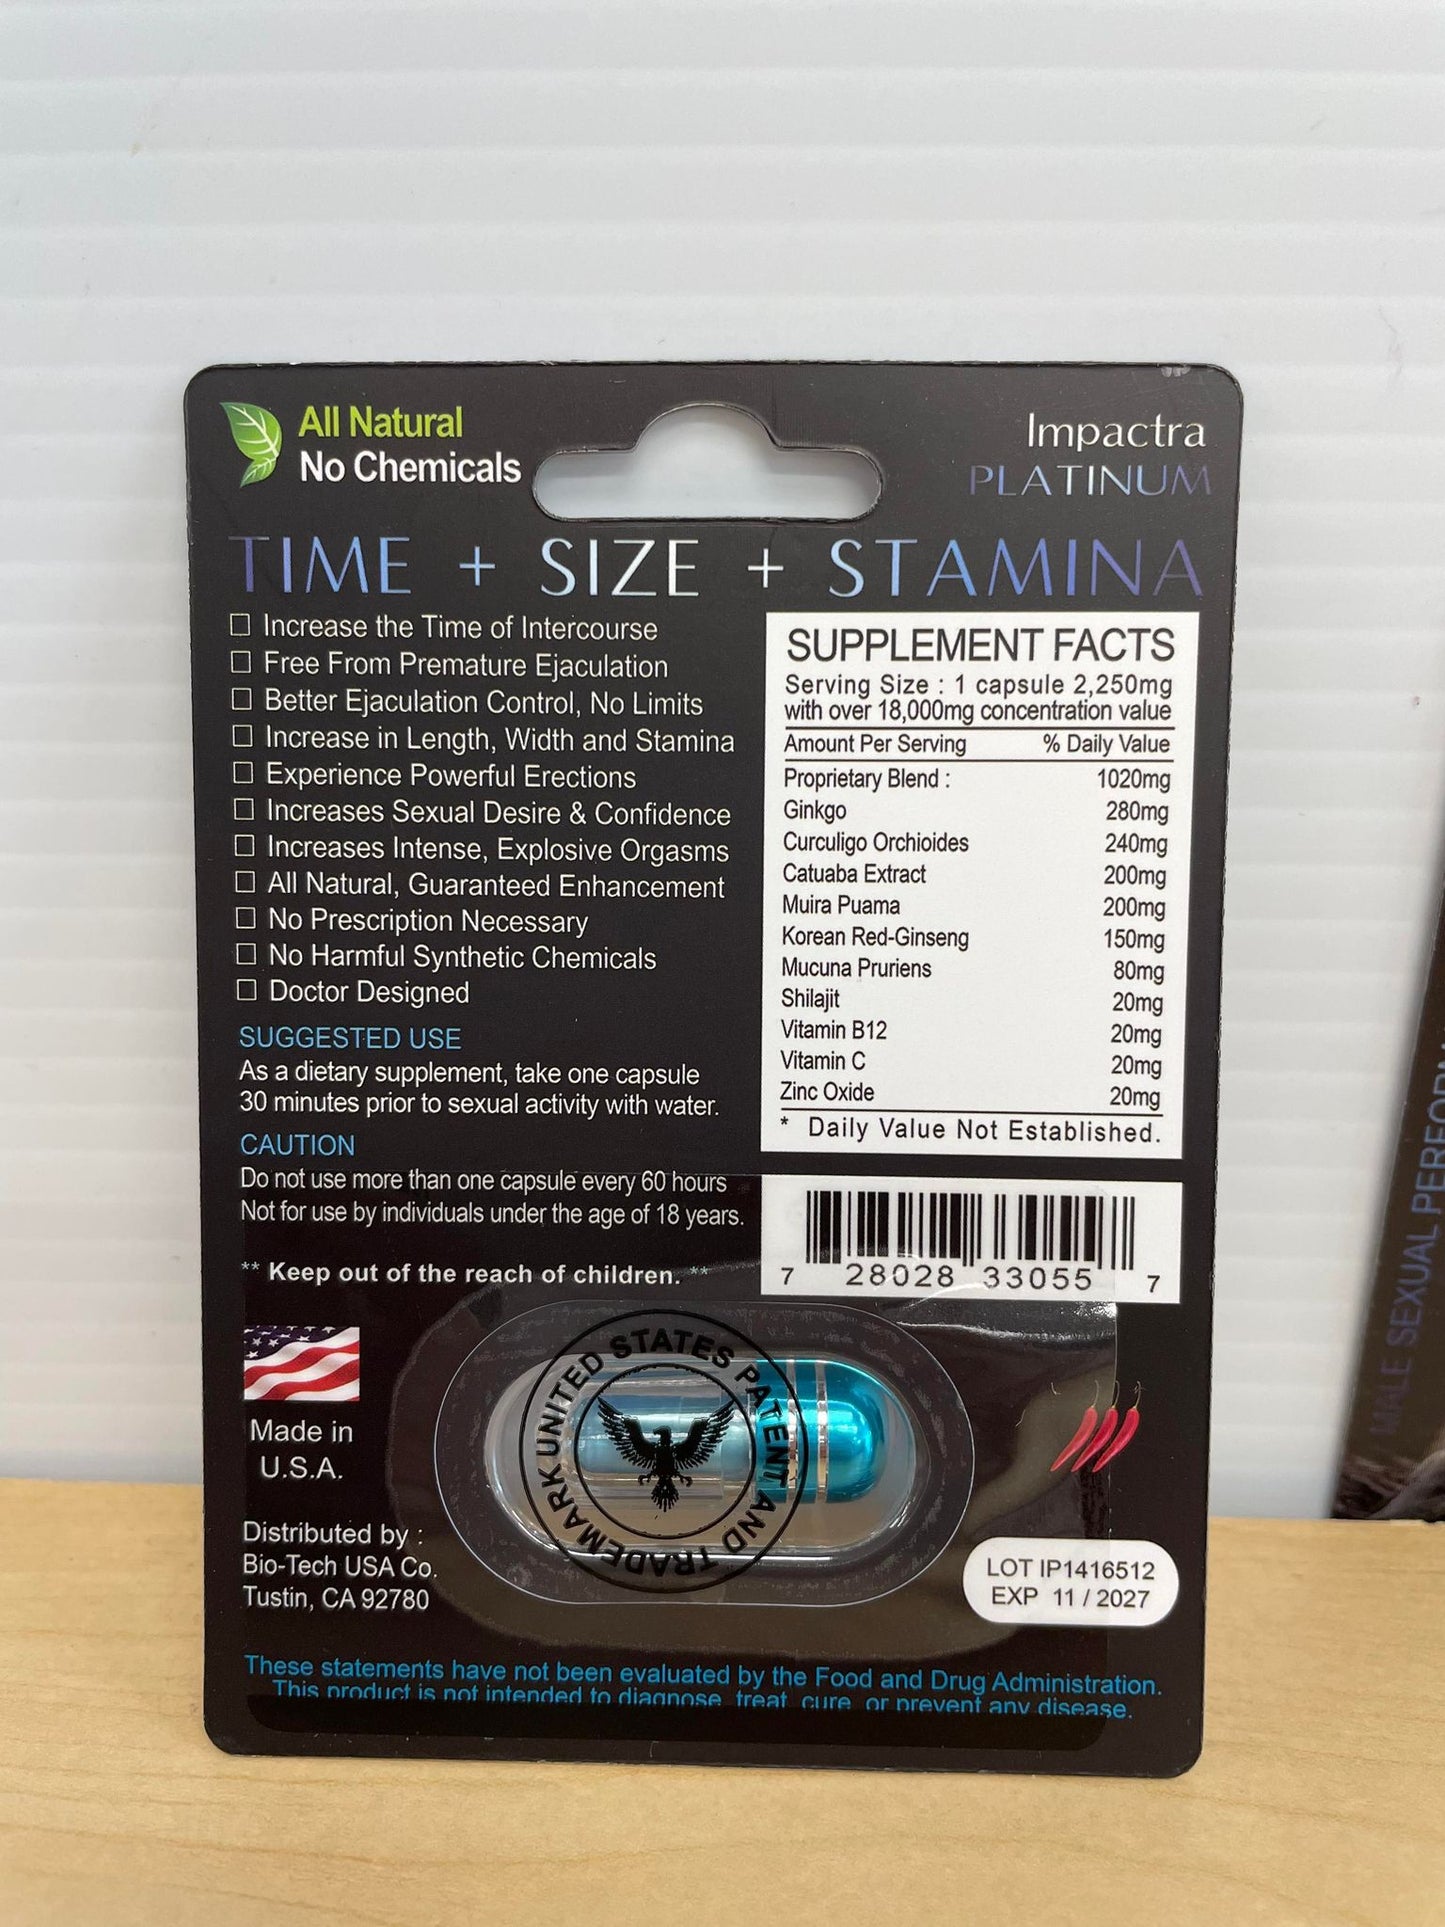 All Natural
No Chemicals
Impactra
PLATINUM
TIME + SIZE + STAMINA
☐ Increase the Time of Intercourse
☐ Free From Premature Ejaculation
☐ Better Ejaculation Control, No Limits
☐ Increase in Length, Width and Stamina
☐ Experience Powerful Erections
☐ Increases Sexual Desire & Confidence
☐ Increases Intense, Explosive Orgasms
☐ All Natural, Guaranteed Enhancement
☐ No Prescription Necessary
☐ No Harmful Synthetic Chemicals
☐ Doctor Designed
SUGGESTED USE
As a dietary supplement, take one capsule
30 minutes prior to sexual activity with water.
CAUTION
Do not use more than one capsule every 60 hours
Not for use by individuals under the age of 18 years.
** Keep out of the reach of children. **
SUPPLEMENT FACTS
Serving Size : 1 capsule 2,250mg
with over 18,000mg concentration value
Amount Per Serving % Daily Value
Proprietary Blend : 1020mg
Ginkgo 280mg
Curculigo Orchioides 240mg
Catuaba Extract 200mg
Muira Puama 200mg
Korean Red-Ginseng 150mg
Mucuna Pruriens 80mg
Shilajit 20mg
Vitamin B12 20mg
Vitamin C 20mg
Zinc Oxide 20mg
* Daily Value Not Established.
7 28028 33055 7
Made in
U.S.A.
UNITED STATES PATENT AND TRADEMARK
Distributed by :
Bio-Tech USA Co.
Tustin, CA 92780
LOT IP1416512
EXP 11 / 2027
These statements have not been evaluated by the Food and Drug Administration.
This product is not intended to diagnose, treat, cure, or prevent any disease.
MALE SEXUAL